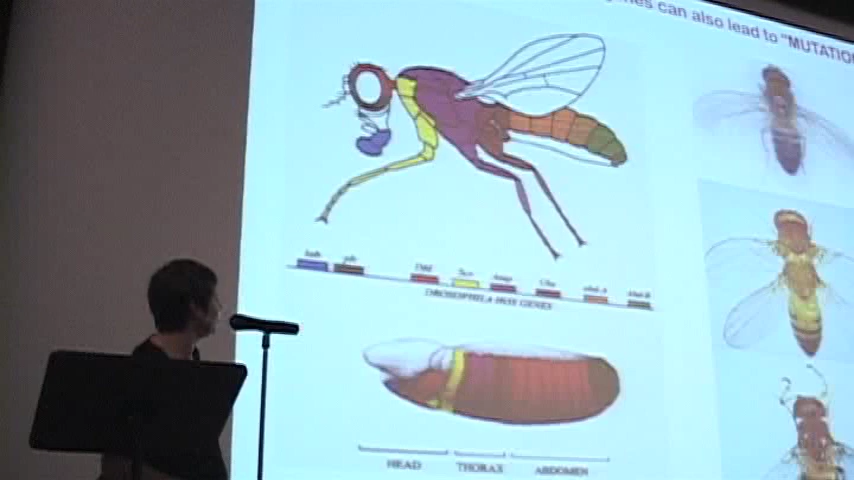 can also lead to "MUTATIO
lab pb Dfd Scr Antp Ubx abd-A Abd-B
DROSOPHILA HOX GENES
HEAD THORAX ABDOMEN